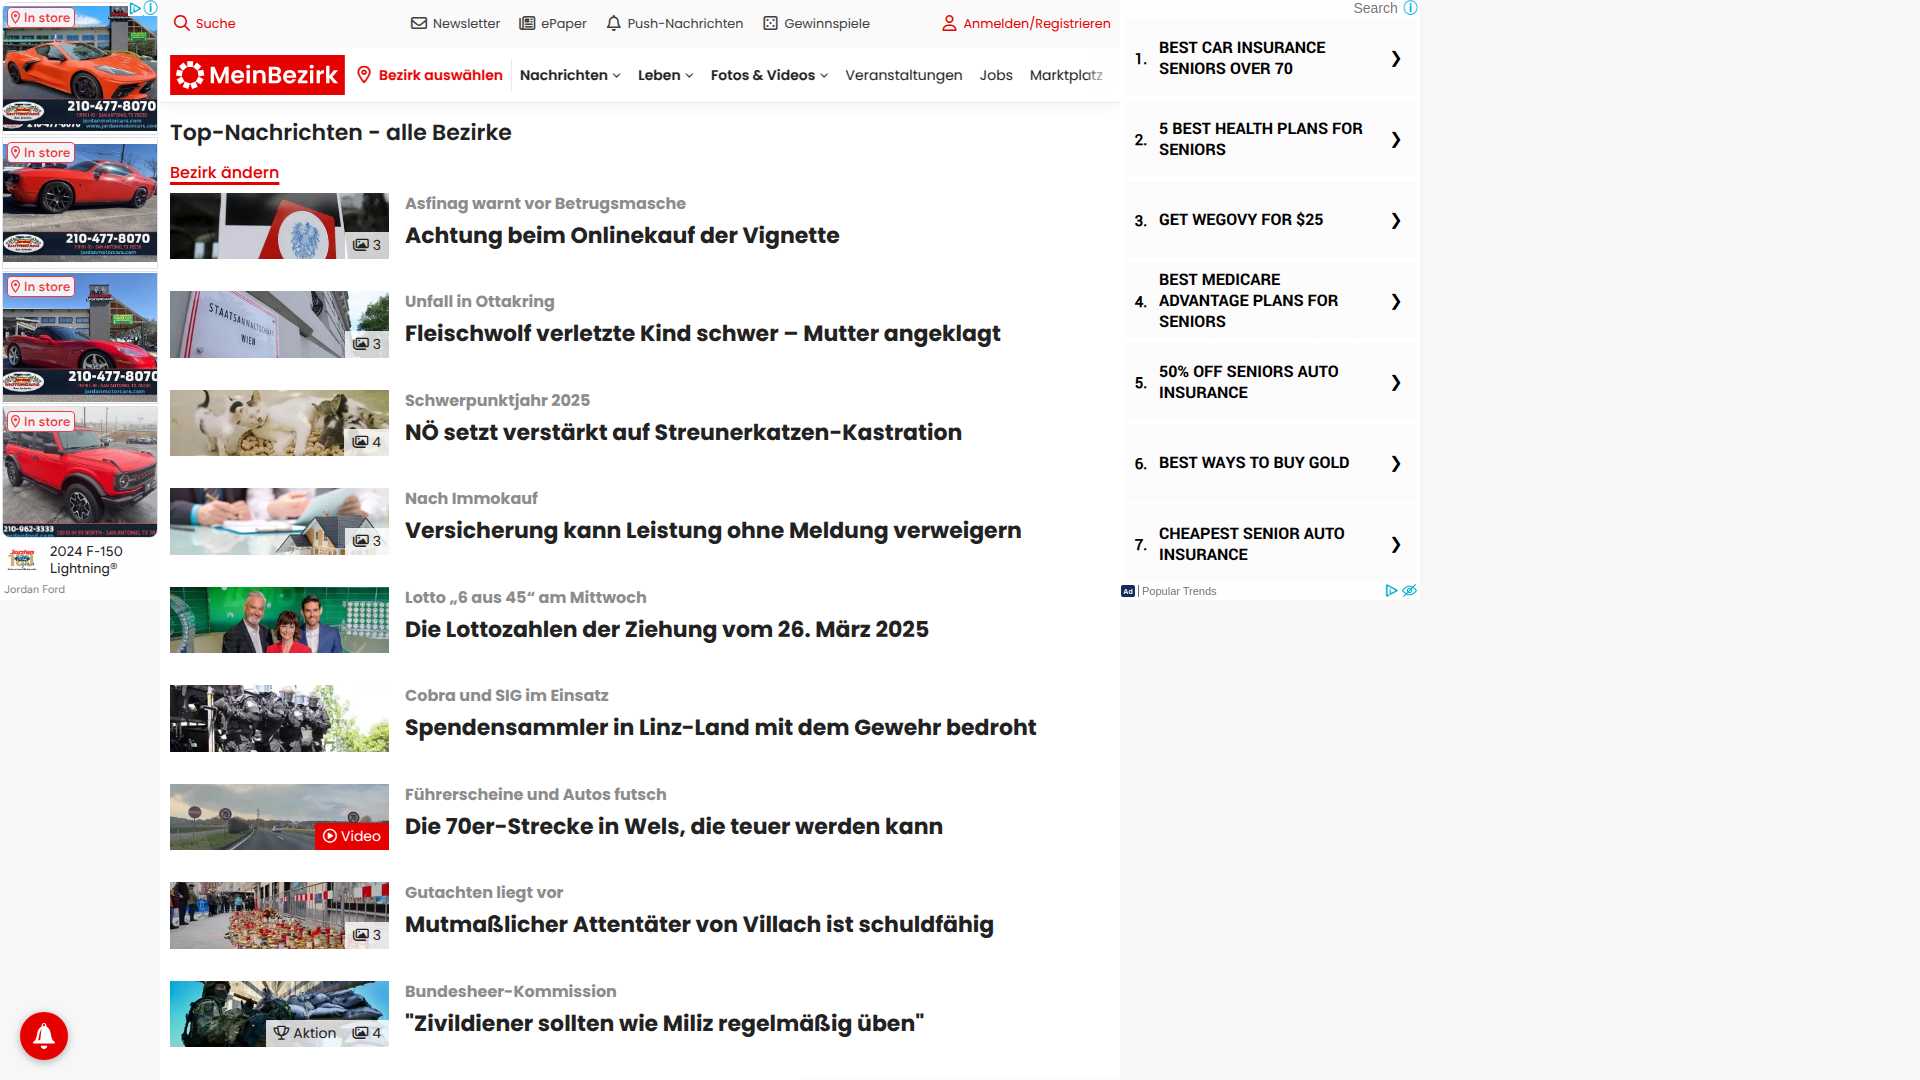 In store
210-477-8070
jordanmotorcars.com
In store
210-477-8070
jordanmotorcars.com
In store
210-477-8070
jordanmotorcars.com
In store
210-962-3333
2024 F-150
Lightning®
Jordan Ford
Suche
Newsletter
ePaper
Push-Nachrichten
Gewinnspiele
Anmelden/Registrieren
MeinBezirk
Bezirk auswählen
Nachrichten
Leben
Fotos & Videos
Veranstaltungen
Jobs
Marktplatz
Top-Nachrichten - alle Bezirke
Bezirk ändern
3
Asfinag warnt vor Betrugsmasche
Achtung beim Onlinekauf der Vignette
STAATSANWALTSCHAFT
WIEN
3
Unfall in Ottakring
Fleischwolf verletzte Kind schwer – Mutter angeklagt
4
Schwerpunktjahr 2025
NÖ setzt verstärkt auf Streunerkatzen-Kastration
3
Nach Immokauf
Versicherung kann Leistung ohne Meldung verweigern
Lotto „6 aus 45“ am Mittwoch
Die Lottozahlen der Ziehung vom 26. März 2025
Cobra und SIG im Einsatz
Spendensammler in Linz-Land mit dem Gewehr bedroht
Video
Führerscheine und Autos futsch
Die 70er-Strecke in Wels, die teuer werden kann
3
Gutachten liegt vor
Mutmaßlicher Attentäter von Villach ist schuldfähig
Aktion
4
Bundesheer-Kommission
"Zivildiener sollten wie Miliz regelmäßig üben"
Search
1. BEST CAR INSURANCE
SENIORS OVER 70
2. 5 BEST HEALTH PLANS FOR
SENIORS
3. GET WEGOVY FOR $25
4. BEST MEDICARE
ADVANTAGE PLANS FOR
SENIORS
5. 50% OFF SENIORS AUTO
INSURANCE
6. BEST WAYS TO BUY GOLD
7. CHEAPEST SENIOR AUTO
INSURANCE
Ad | Popular Trends